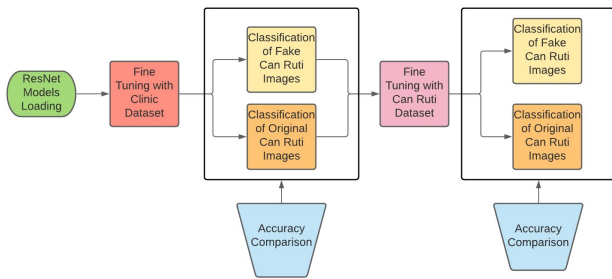 ResNet
Models
Loading
Fine
Tuning with
Clinic
Dataset
Classification
of Fake
Can Ruti
Images
Classification
of Original
Can Ruti
Images
Accuracy
Comparison
Fine
Tuning with
Can Ruti
Dataset
Classification
of Fake
Can Ruti
Images
Classification
of Original
Can Ruti
Images
Accuracy
Comparison